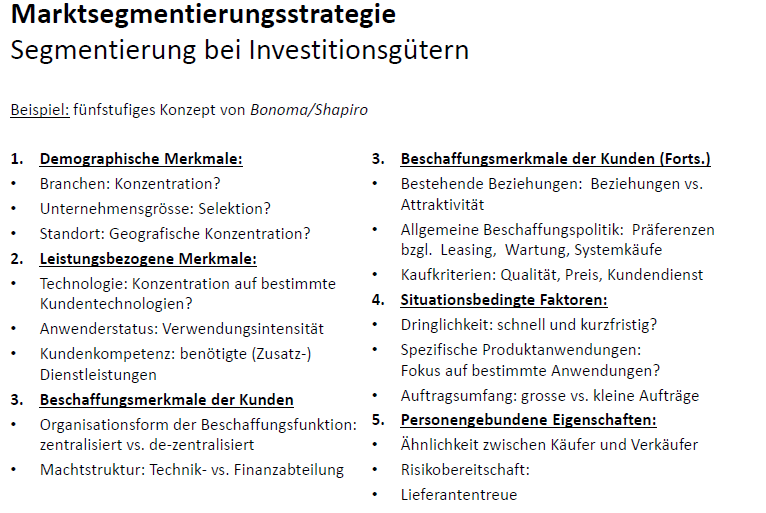 Marktsegmentierungsstrategie
Segmentierung bei Investitionsgütern
Beispiel: fünfstufiges Konzept von Bonoma/Shapiro
1. Demographische Merkmale:
• Branchen: Konzentration?
• Unternehmensgrösse: Selektion?
• Standort: Geografische Konzentration?
2. Leistungsbezogene Merkmale:
• Technologie: Konzentration auf bestimmte
Kundentechnologien?
• Anwenderstatus: Verwendungsintensität
• Kundenkompetenz: benötigte (Zusatz-)
Dienstleistungen
3. Beschaffungsmerkmale der Kunden
• Organisationsform der Beschaffungsfunktion:
zentralisiert vs. de-zentralisiert
• Machtstruktur: Technik- vs. Finanzabteilung
3. Beschaffungsmerkmale der Kunden (Forts.)
• Bestehende Beziehungen: Beziehungen vs.
Attraktivität
• Allgemeine Beschaffungspolitik: Präferenzen
bzgl. Leasing, Wartung, Systemkäufe
• Kaufkriterien: Qualität, Preis, Kundendienst
4. Situationsbedingte Faktoren:
• Dringlichkeit: schnell und kurzfristig?
• Spezifische Produktanwendungen:
Fokus auf bestimmte Anwendungen?
• Auftragsumfang: grosse vs. kleine Aufträge
5. Personengebundene Eigenschaften:
• Ähnlichkeit zwischen Käufer und Verkäufer
• Risikobereitschaft:
• Lieferantentreue